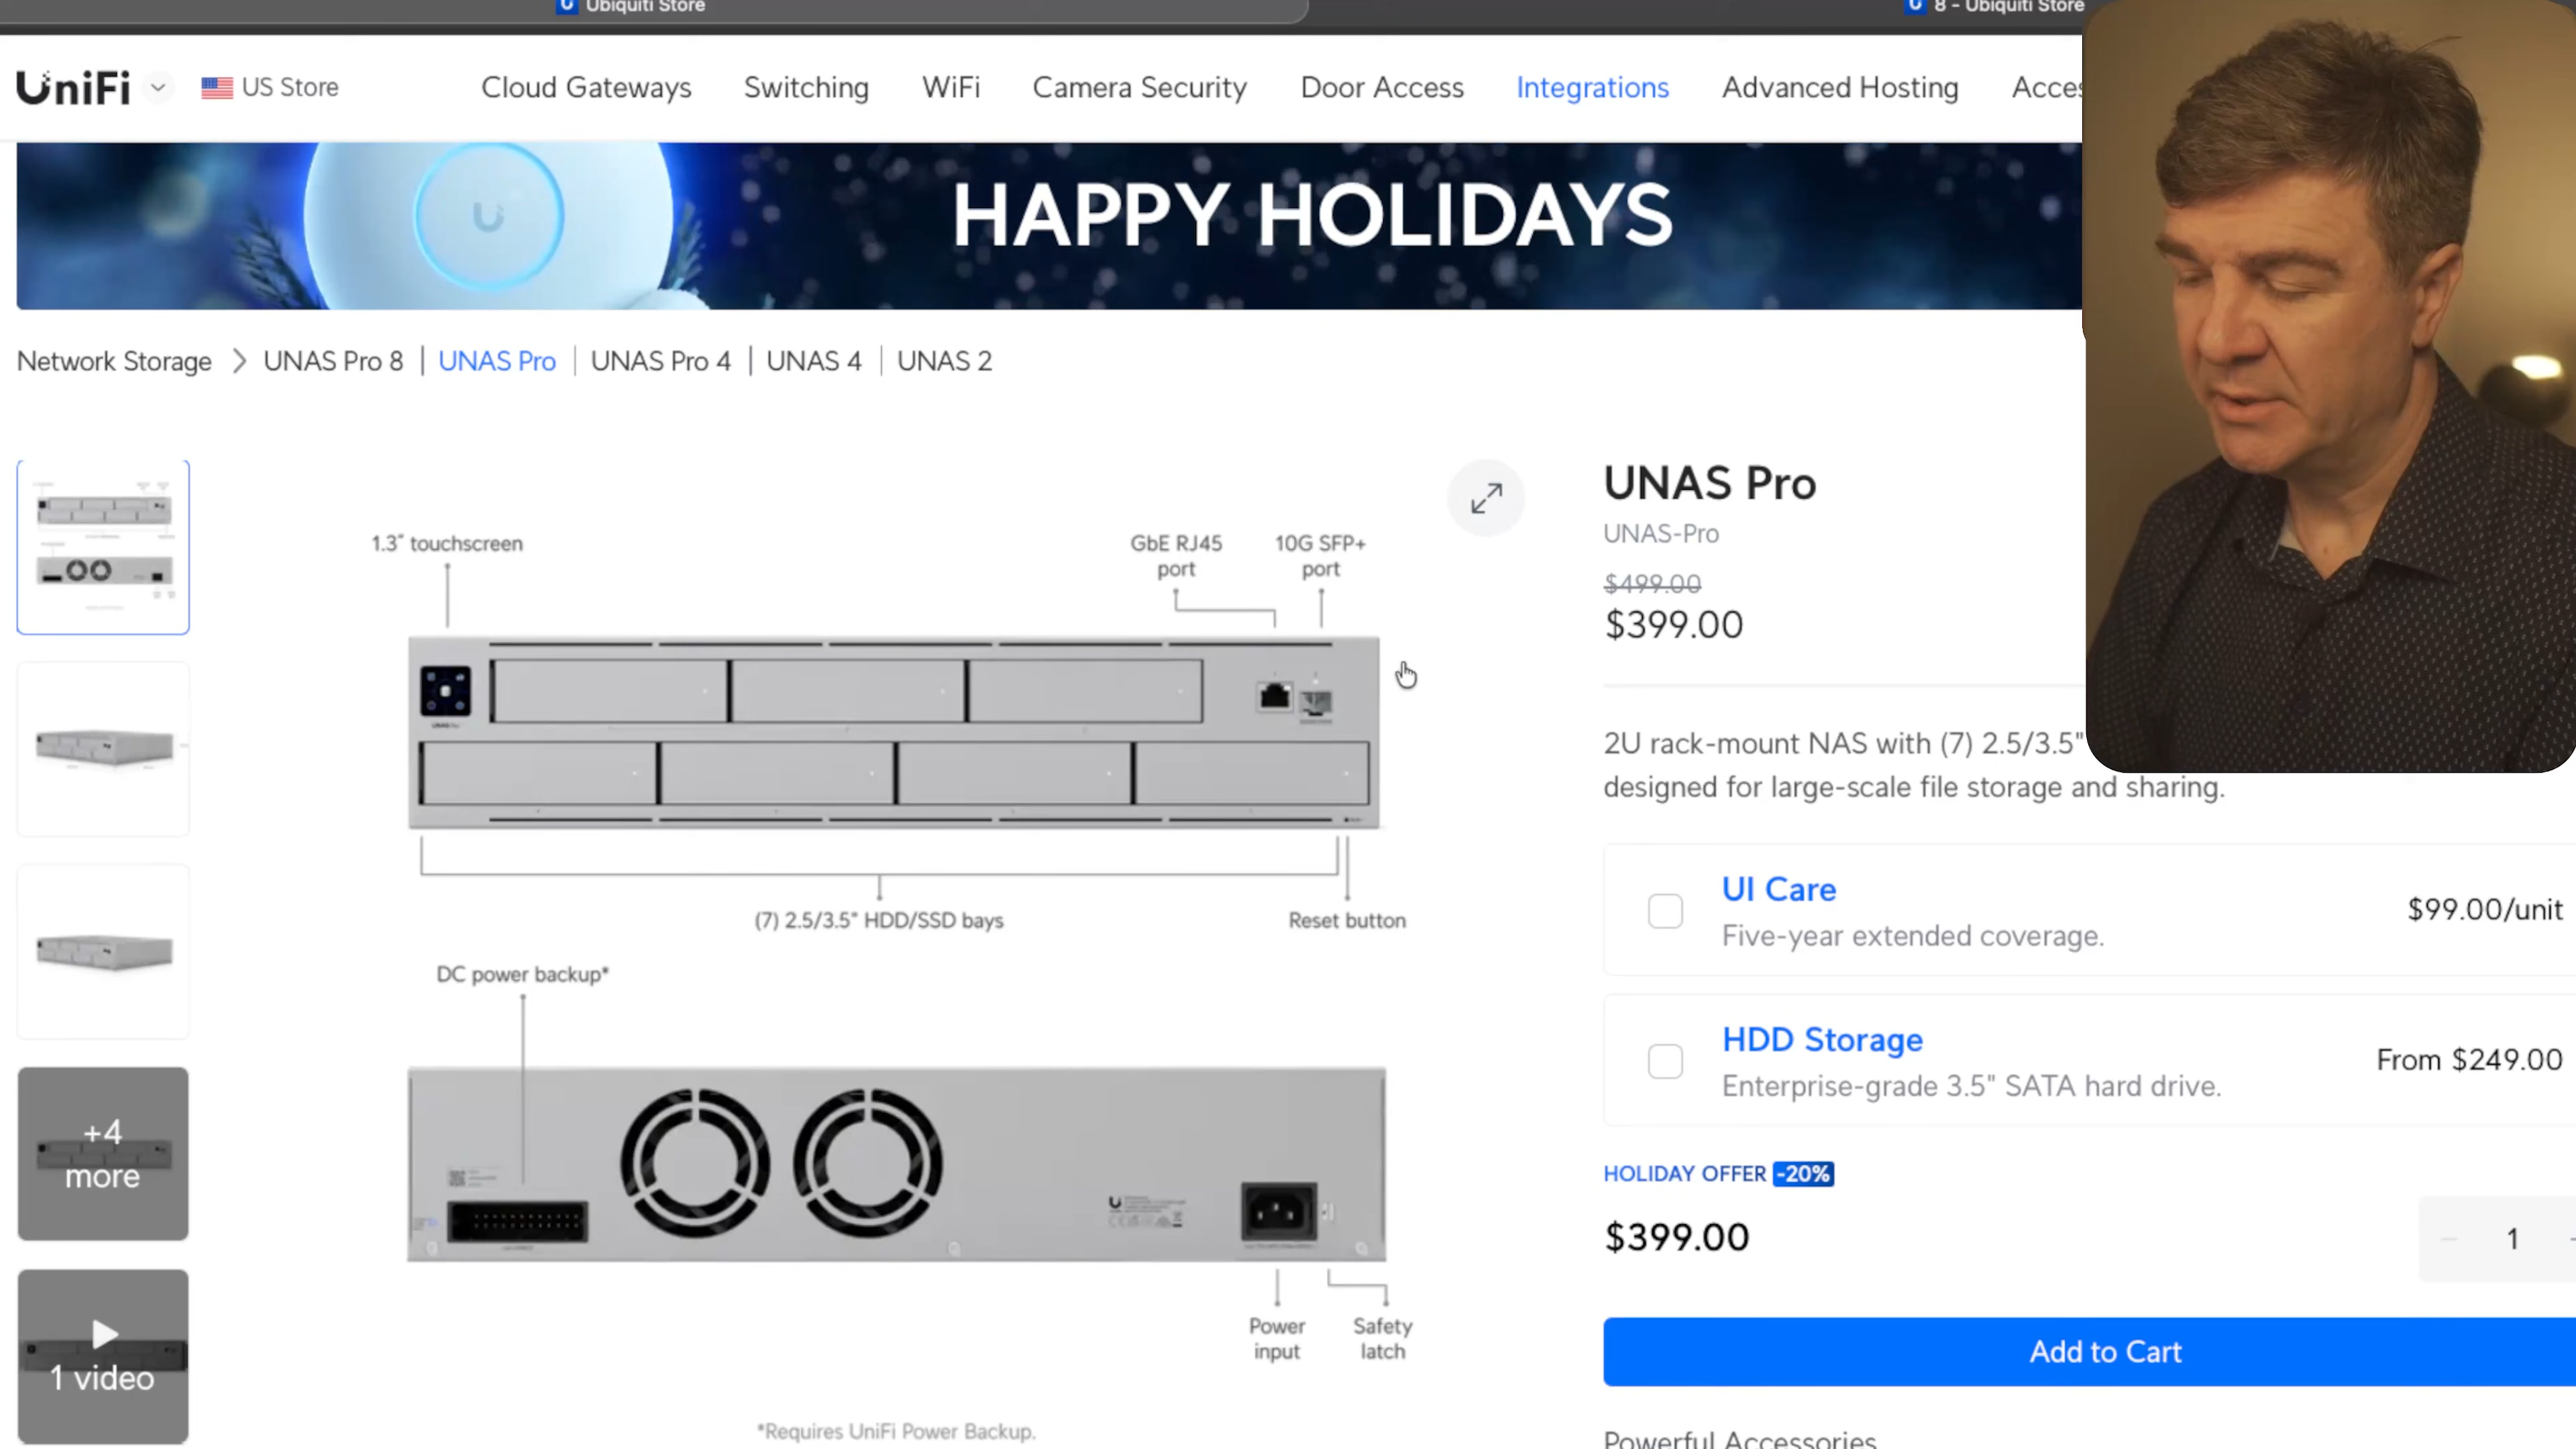 Ubiquiti Store
8 - Ubiquiti Store
UniFi
US Store
Cloud Gateways
Switching
WiFi
Camera Security
Door Access
Integrations
Advanced Hosting
HAPPY HOLIDAYS
Network Storage > UNAS Pro 8 | UNAS Pro | UNAS Pro 4 | UNAS 4 | UNAS 2
+4
more
1 video
1.3" touchscreen
GbE RJ45
port
10G SFP+
port
(7) 2.5/3.5" HDD/SSD bays
Reset button
DC power backup*
Power
input
Safety
latch
*Requires UniFi Power Backup.
UNAS Pro
UNAS-Pro
$499.00
$399.00
2U rack-mount NAS with (7) 2.5/3.5"
designed for large-scale file storage and sharing.
UI Care
Five-year extended coverage.
$99.00/unit
HDD Storage
Enterprise-grade 3.5" SATA hard drive.
From $249.00
HOLIDAY OFFER -20%
$399.00
1
Add to Cart
Powerful Accessories